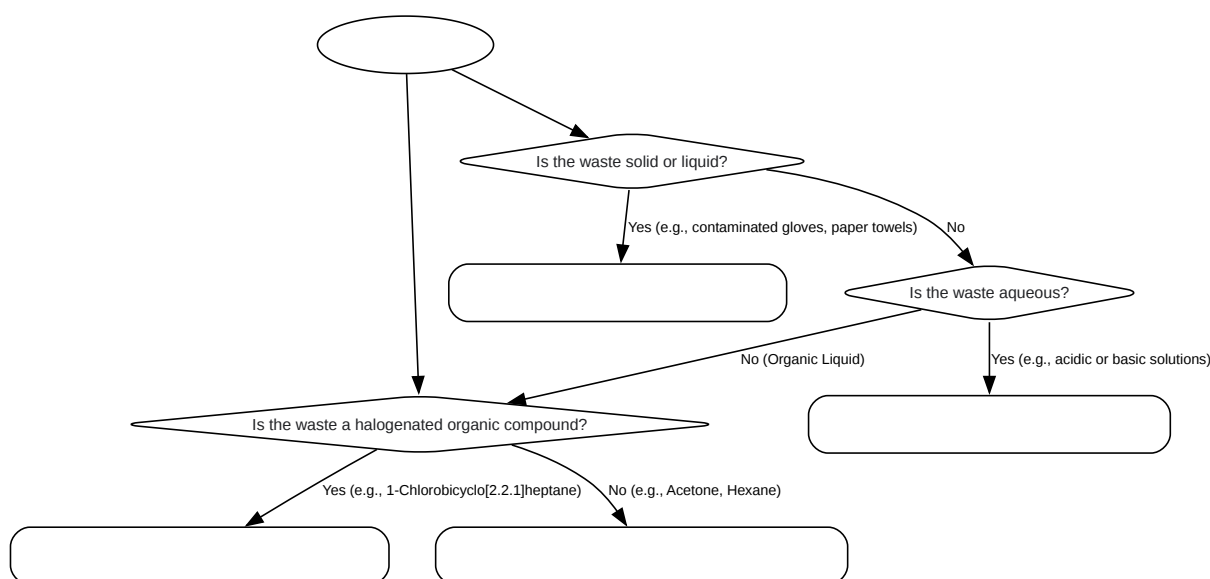 Is the waste solid or liquid?
Yes (e.g., contaminated gloves, paper towels)
No
Is the waste aqueous?
No (Organic Liquid)
Yes (e.g., acidic or basic solutions)
Is the waste a halogenated organic compound?
Yes (e.g., 1-Chlorobicyclo[2.2.1]heptane)
No (e.g., Acetone, Hexane)